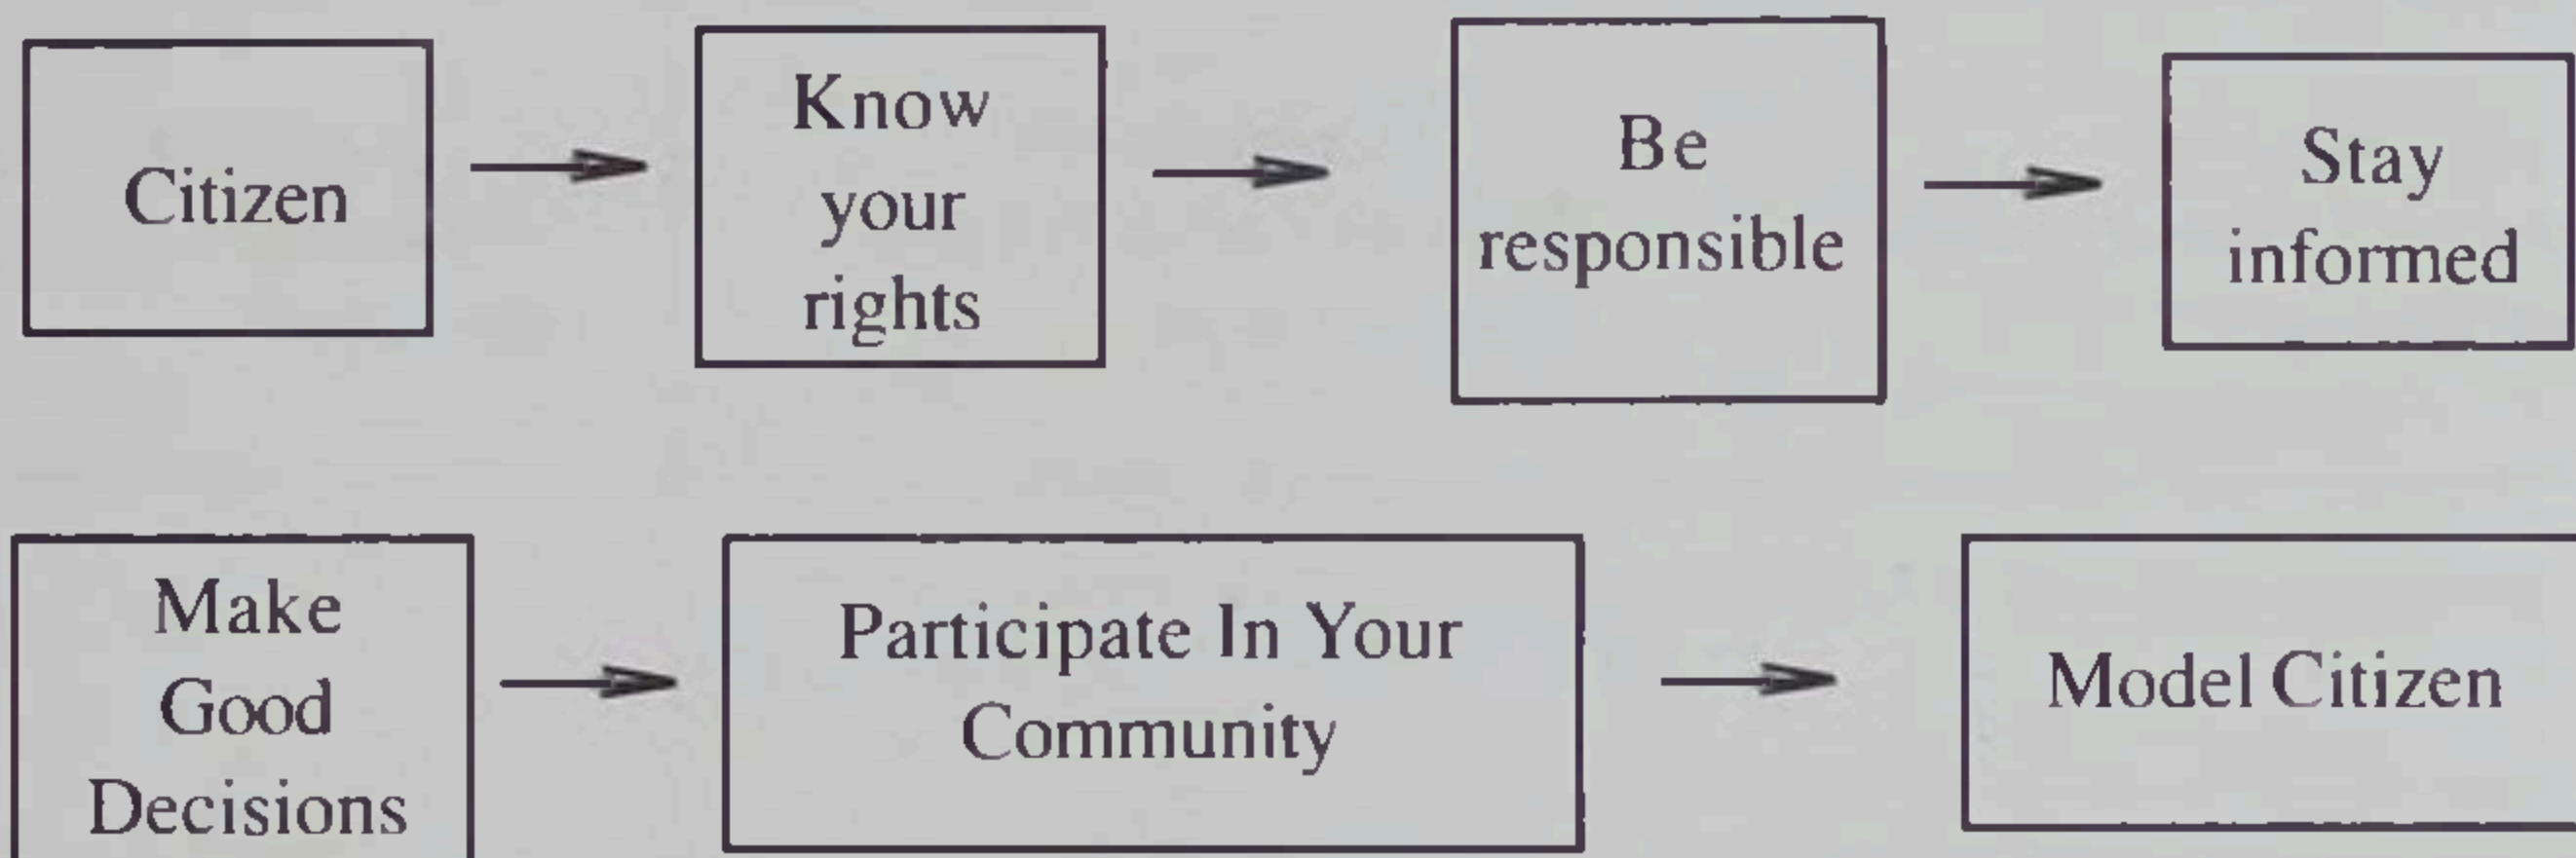 Citizen
Know
your
rights
Be
responsible
Stay
informed
Make
Good
Decisions
Participate In Your
Community
Model Citizen